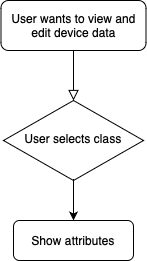 User wants to view and
edit device data
User selects class
Show attributes